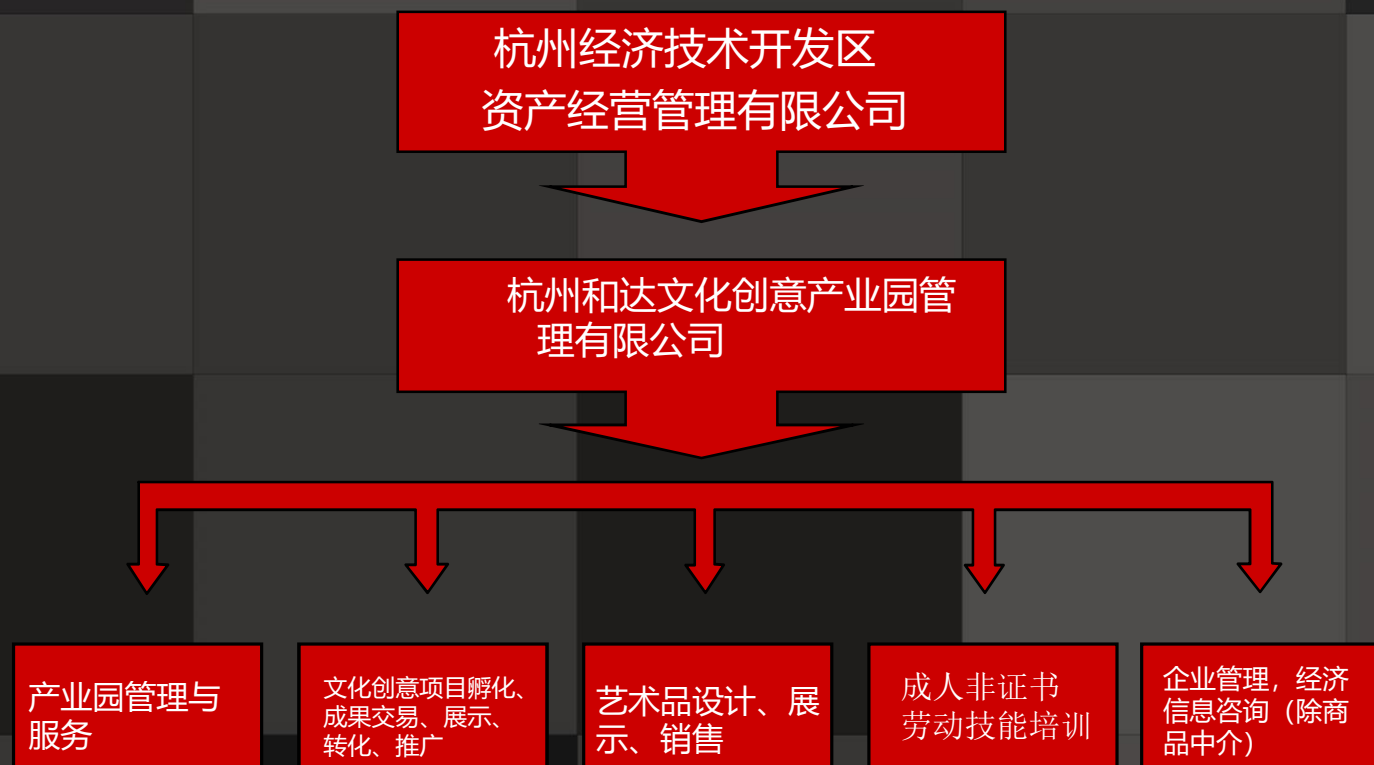 杭州经济技术开发区
资产经营管理有限公司
杭州和达文化创意产业园管
理有限公司
产业园管理与
服务
文化创意项目孵化、
成果交易、展示、
转化、推广
艺术品设计、展
示、销售
成人非证书
劳动技能培训
企业管理，经济
信息咨询（除商
品中介）